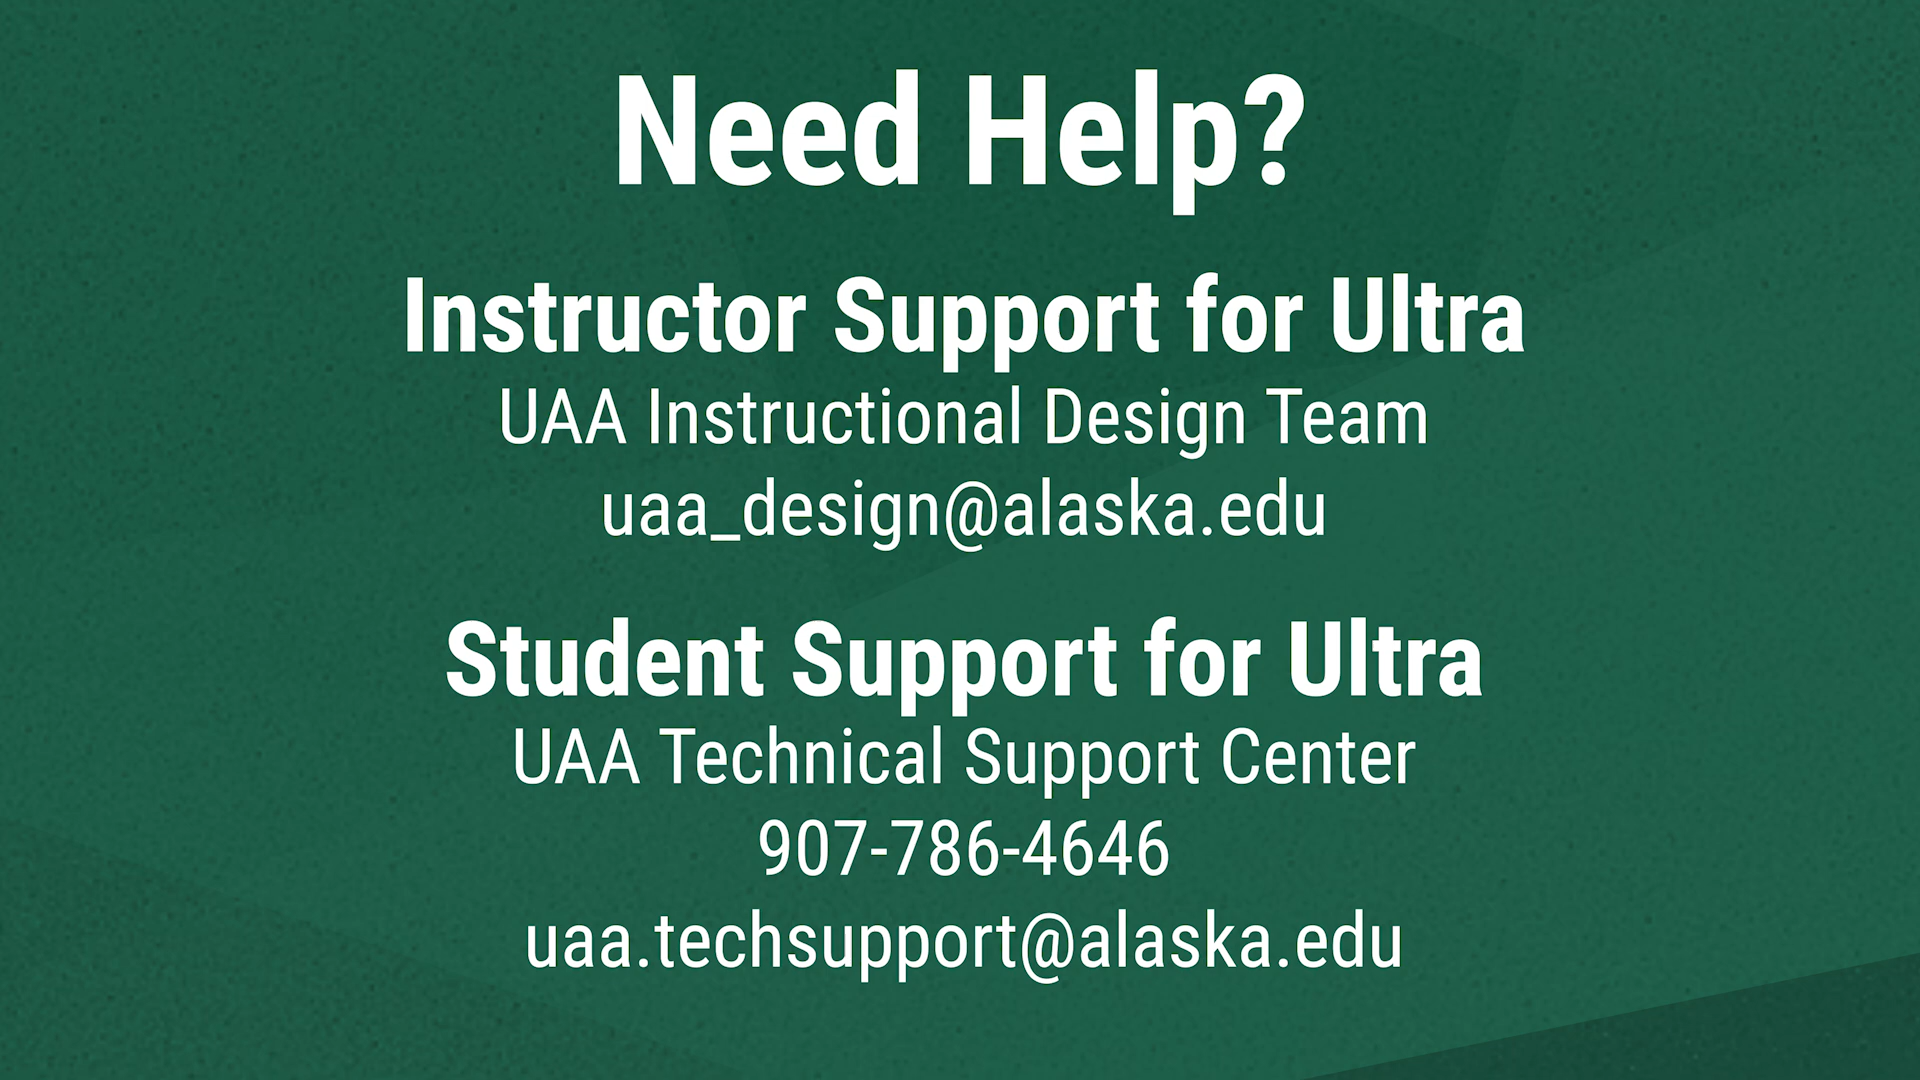 Need Help?
Instructor Support for Ultra
UAA Instructional Design Team
uaa_design@alaska.edu
Student Support for Ultra
UAA Technical Support Center
907-786-4646
uaa.techsupport@alaska.edu